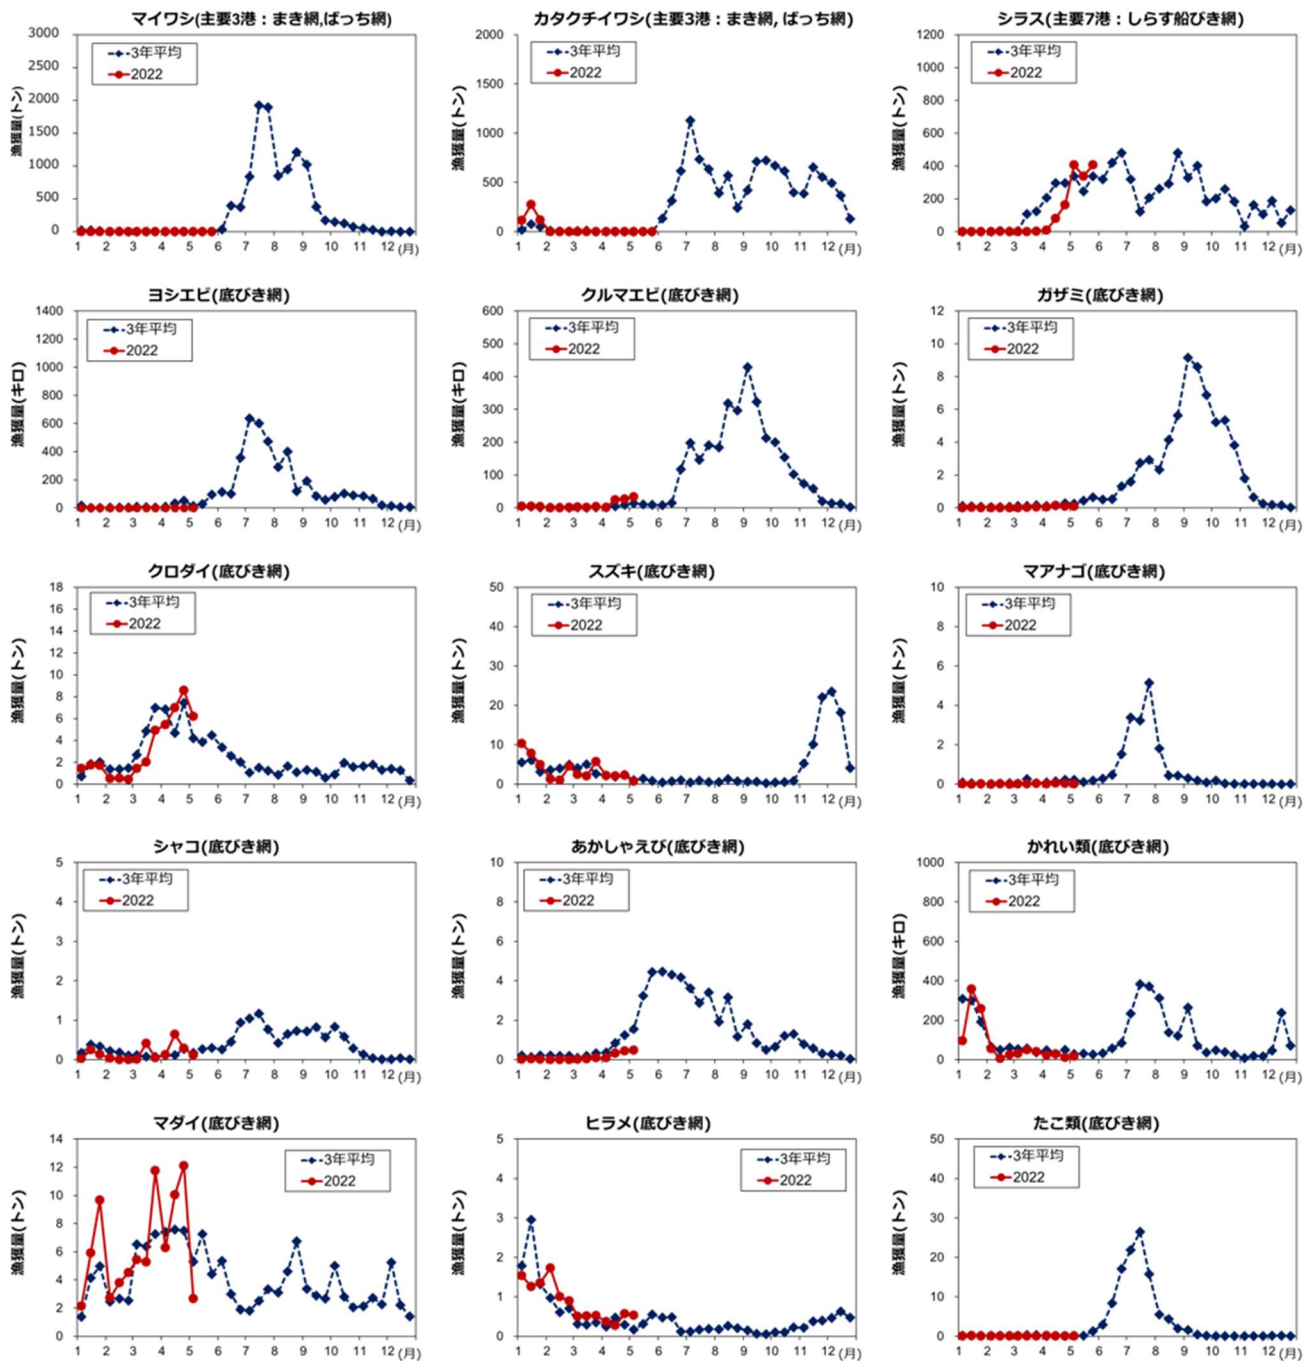 マイワシ(主要3港：まき網,ばっち網)
漁獲量(トン)
3000
2500
2000
1500
1000
500
0
3年平均
2022
1 2 3 4 5 6 7 8 9 10 11 12 (月)
カタクチイワシ(主要3港：まき網, ばっち網)
漁獲量(トン)
2000
1500
1000
500
0
3年平均
2022
1 2 3 4 5 6 7 8 9 10 11 12 (月)
シラス(主要7港：しらす船びき網)
漁獲量(トン)
1200
1000
800
600
400
200
0
3年平均
2022
1 2 3 4 5 6 7 8 9 10 11 12 (月)
ヨシエビ(底びき網)
漁獲量(キロ)
1400
1200
1000
800
600
400
200
0
3年平均
2022
1 2 3 4 5 6 7 8 9 10 11 12 (月)
クルマエビ(底びき網)
漁獲量(キロ)
600
500
400
300
200
100
0
3年平均
2022
1 2 3 4 5 6 7 8 9 10 11 12 (月)
ガザミ(底びき網)
漁獲量(トン)
12
10
8
6
4
2
0
3年平均
2022
1 2 3 4 5 6 7 8 9 10 11 12 (月)
クロダイ(底びき網)
漁獲量(トン)
18
16
14
12
10
8
6
4
2
0
3年平均
2022
1 2 3 4 5 6 7 8 9 10 11 12 (月)
スズキ(底びき網)
漁獲量(トン)
50
40
30
20
10
0
3年平均
2022
1 2 3 4 5 6 7 8 9 10 11 12 (月)
マアナゴ(底びき網)
漁獲量(トン)
10
8
6
4
2
0
3年平均
2022
1 2 3 4 5 6 7 8 9 10 11 12 (月)
シャコ(底びき網)
漁獲量(トン)
5
4
3
2
1
0
3年平均
2022
1 2 3 4 5 6 7 8 9 10 11 12 (月)
あかしゃえび(底びき網)
漁獲量(トン)
10
8
6
4
2
0
3年平均
2022
1 2 3 4 5 6 7 8 9 10 11 12 (月)
かれい類(底びき網)
漁獲量(キロ)
1000
800
600
400
200
0
3年平均
2022
1 2 3 4 5 6 7 8 9 10 11 12 (月)
マダイ(底びき網)
漁獲量(トン)
14
12
10
8
6
4
2
0
3年平均
2022
1 2 3 4 5 6 7 8 9 10 11 12 (月)
ヒラメ(底びき網)
漁獲量(トン)
5
4
3
2
1
0
3年平均
2022
1 2 3 4 5 6 7 8 9 10 11 12 (月)
たこ類(底びき網)
漁獲量(トン)
50
40
30
20
10
0
3年平均
2022
1 2 3 4 5 6 7 8 9 10 11 12 (月)